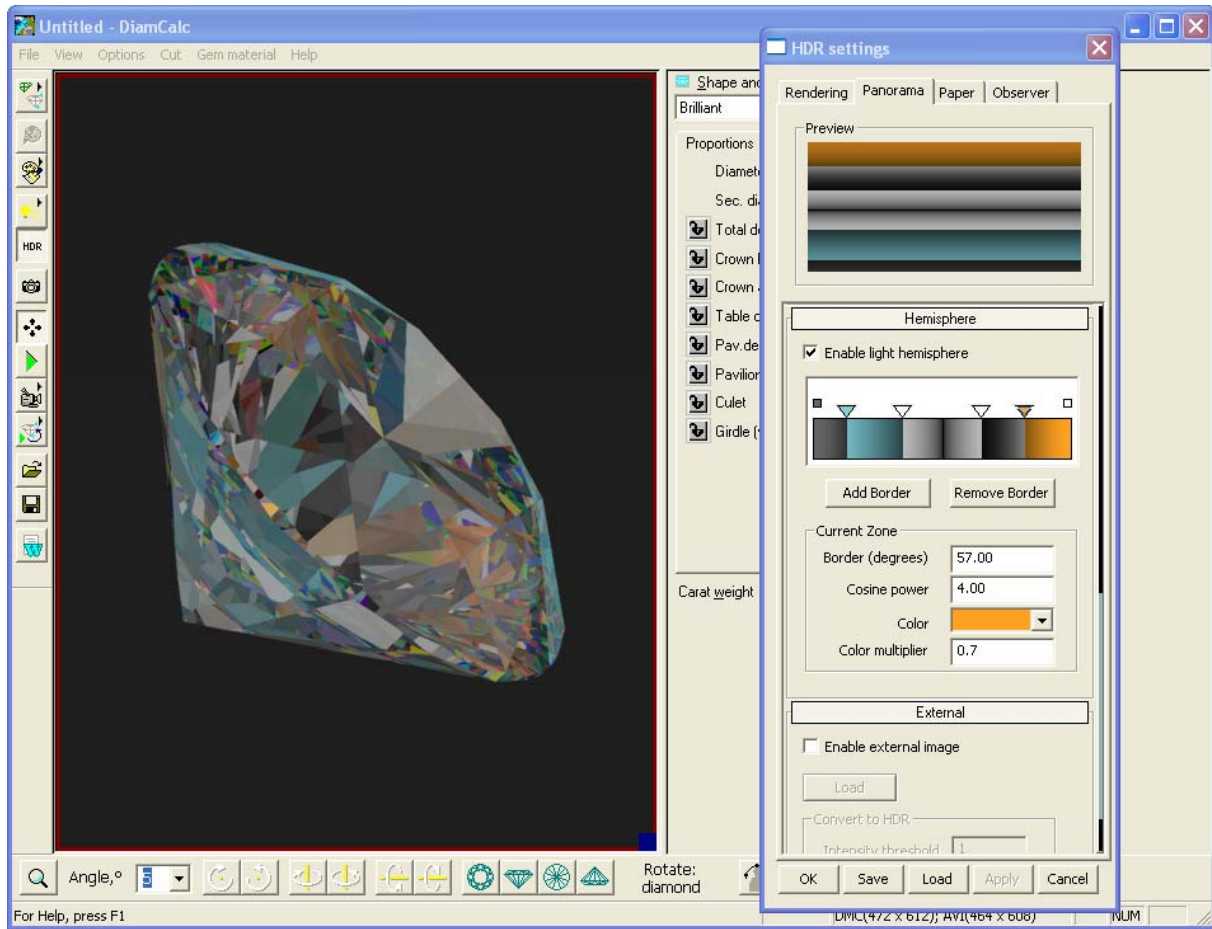 Untitled - DiamCalc
File View Options Cut Gem material Help
HDR
Shape and
Brilliant
Proportions
Diamet
Sec. di
Total d
Crown
Crown
Table
Pav.de
Pavilion
Culet
Girdle (
Carat weight
HDR settings
Rendering Panorama Paper Observer
Preview
Hemisphere
Enable light hemisphere
Add Border Remove Border
Current Zone
Border (degrees) 57.00
Cosine power 4.00
Color
Color multiplier 0.7
External
Enable external image
Load
Convert to HDR
Intensity threshold 1
OK Save Load Apply Cancel
Angle,° 5
Rotate:
diamond
For Help, press F1
DMC(472 x 612); AVI(464 x 608) NUM